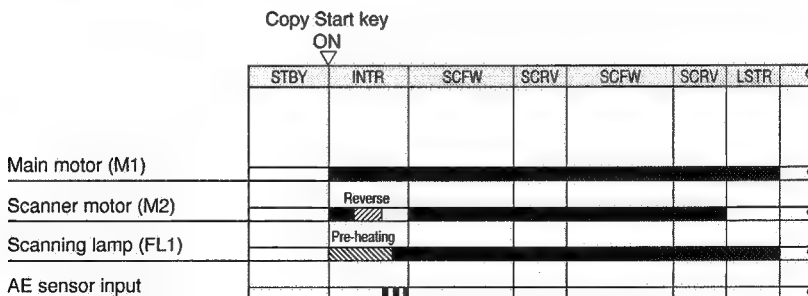 Copy Start key
ON
STBY INTR SCFW SCRV SCFW SCRV LSTR
Main motor (M1)
Scanner motor (M2) Reverse
Scanning lamp (FL1) Pre-heating
AE sensor input